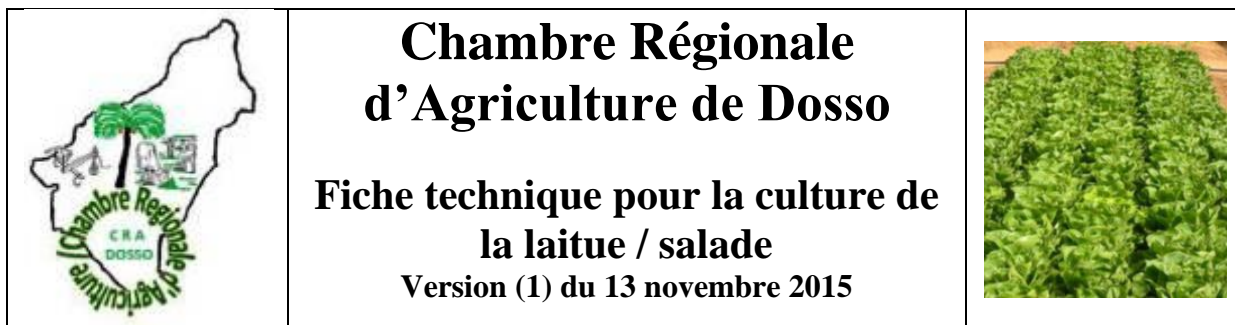 Chambre Regionale d'Agriculture
C R A
DOSSO
Chambre Régionale
d’Agriculture de Dosso
Fiche technique pour la culture de
la laitue / salade
Version (1) du 13 novembre 2015